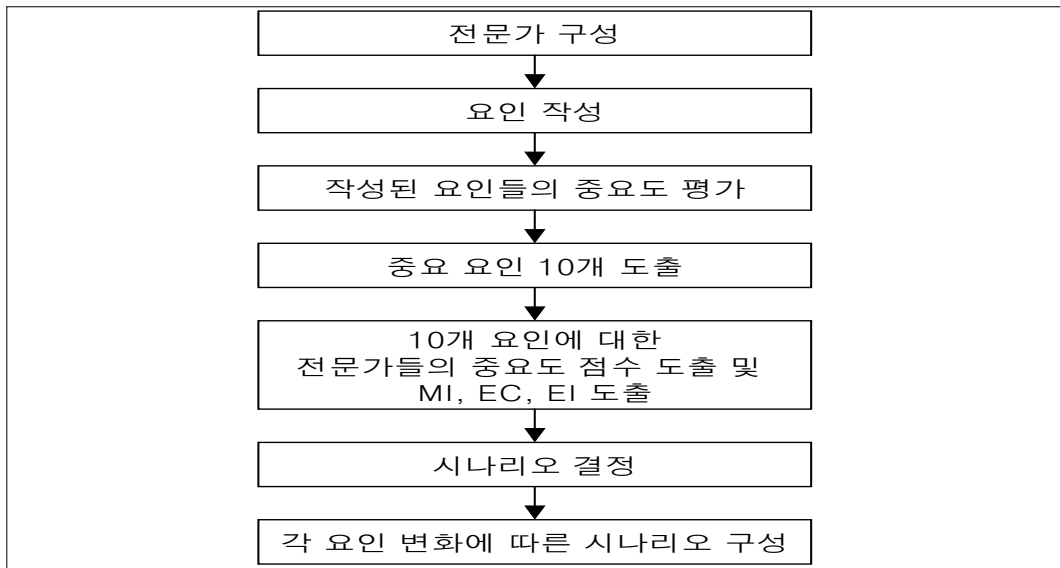 전문가 구성
요인 작성
작성된 요인들의 중요도 평가
중요 요인 10개 도출
10개 요인에 대한
전문가들의 중요도 점수 도출 및
MI, EC, EI 도출
시나리오 결정
각 요인 변화에 따른 시나리오 구성